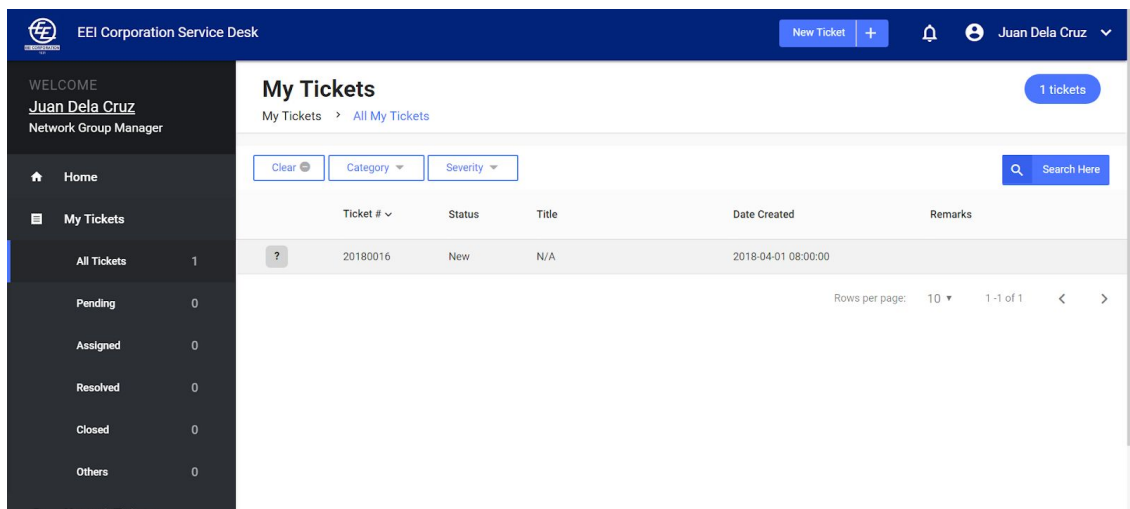 EEI Corporation Service Desk
New Ticket +
Juan Dela Cruz
WELCOME
Juan Dela Cruz
Network Group Manager
Home
My Tickets
All Tickets 1
Pending 0
Assigned 0
Resolved 0
Closed 0
Others 0
My Tickets
1 tickets
My Tickets > All My Tickets
Clear Category Severity
Search Here
Ticket # Status Title Date Created Remarks
? 20180016 New N/A 2018-04-01 08:00:00
Rows per page: 10 1 -1 of 1 < >